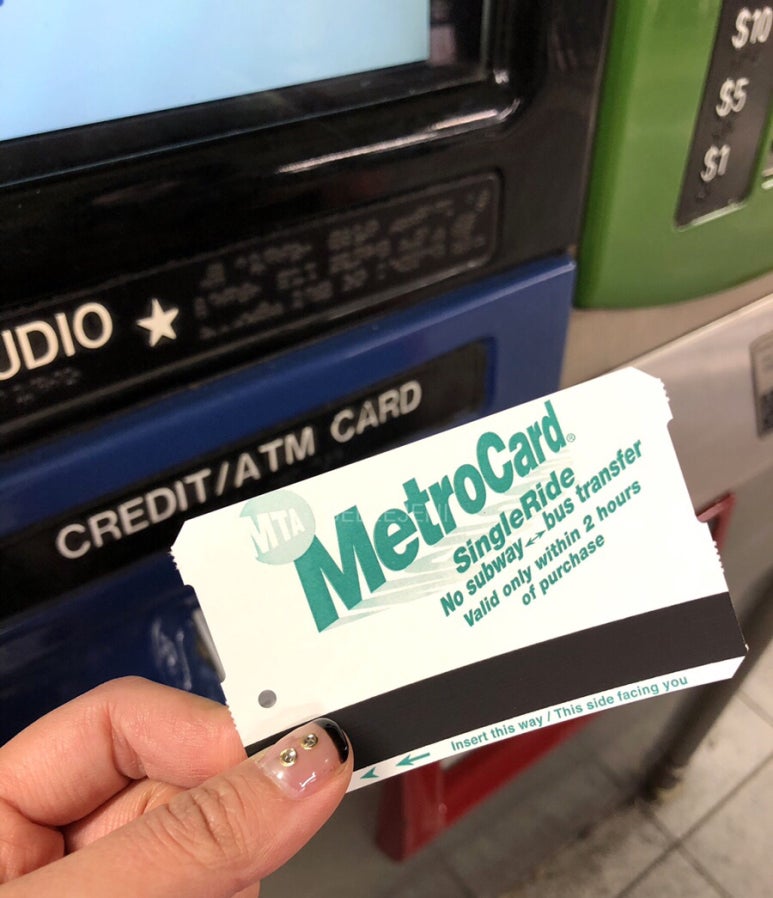 $10
$5
$1
UDIO ★
CREDIT/ATM CARD
MTA
MetroCard®
SingleRide
No subway↔bus transfer
Valid only within 2 hours
of purchase
Insert this way / This side facing you